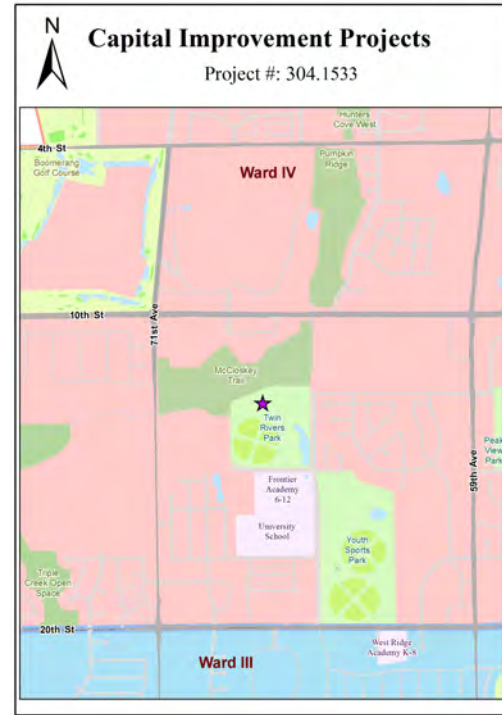 N
Capital Improvement Projects
Project #: 304.1533
Hunters
Cove West
4th St
Boomerang
Golf Course
Ward IV
Pumpkin
Ridge
10th St
71st Ave
McCloskey
Trail
Twin
Rivers
Park
59th Ave
Peak
View
Park
Frontier
Academy
6-12
University
School
Youth
Sports
Park
Triple
Creek Open
Space
20th St
West Ridge
Academy K-8
Ward III